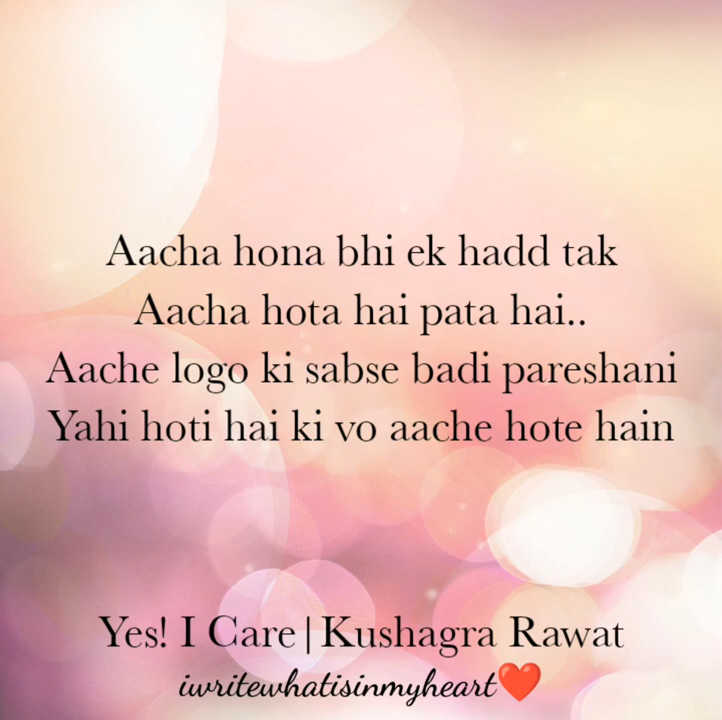 Aacha hona bhi ek hadd tak
Aacha hota hai pata hai..
Aache logo ki sabse badi pareshani
Yahi hoti hai ki vo aache hote hain
Yes! I Care|Kushagra Rawat
iwritewhatisinmyheart❤️